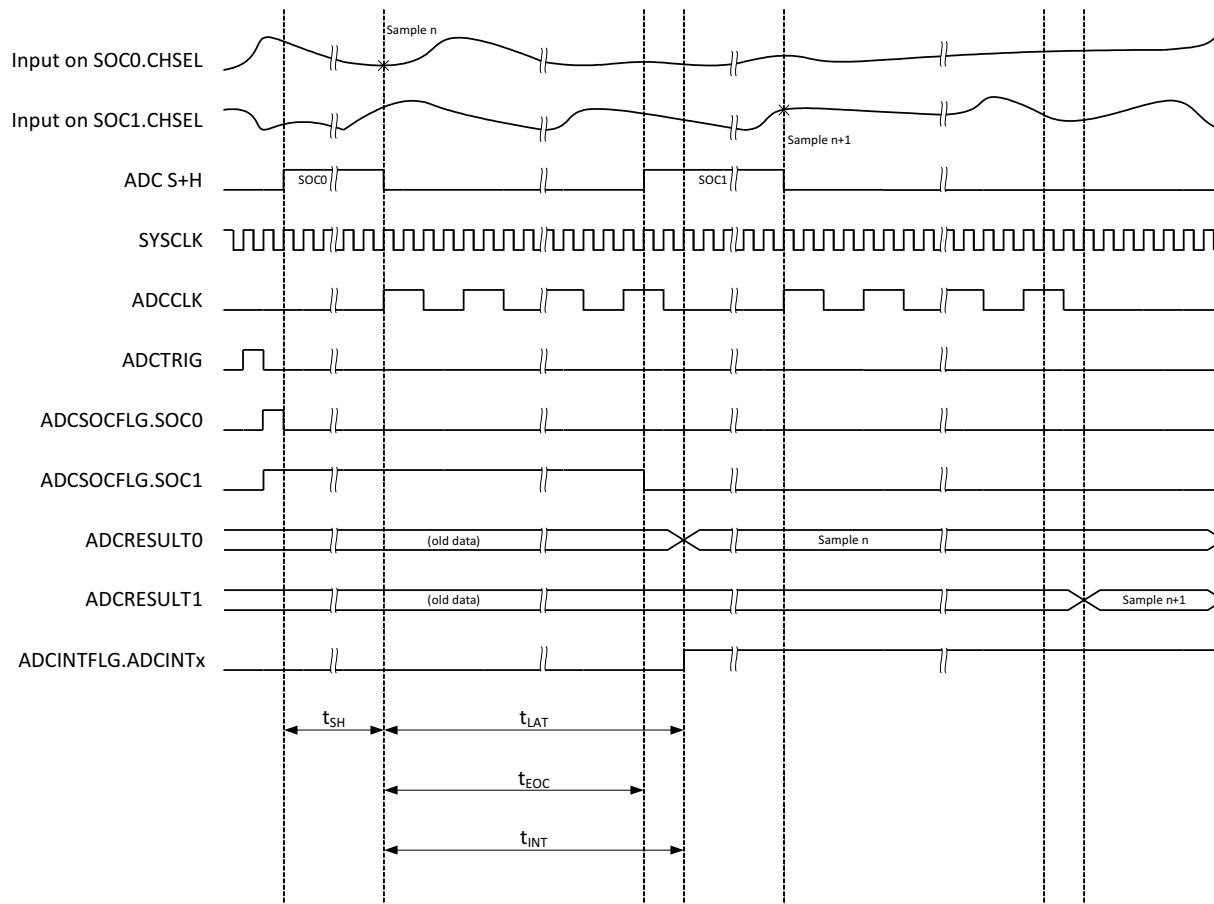 Sample n
Input on SOC0.CHSEL
Input on SOC1.CHSEL
Sample n+1
ADC S+H
SOC0
SOC1
SYSCLK
ADCCLK
ADCTRIG
ADCSOCFLG.SOC0
ADCSOCFLG.SOC1
ADCRESULT0
(old data)
Sample n
ADCRESULT1
(old data)
Sample n+1
ADCINTFLG.ADCINTx
tSH
tLAT
tEOC
tINT